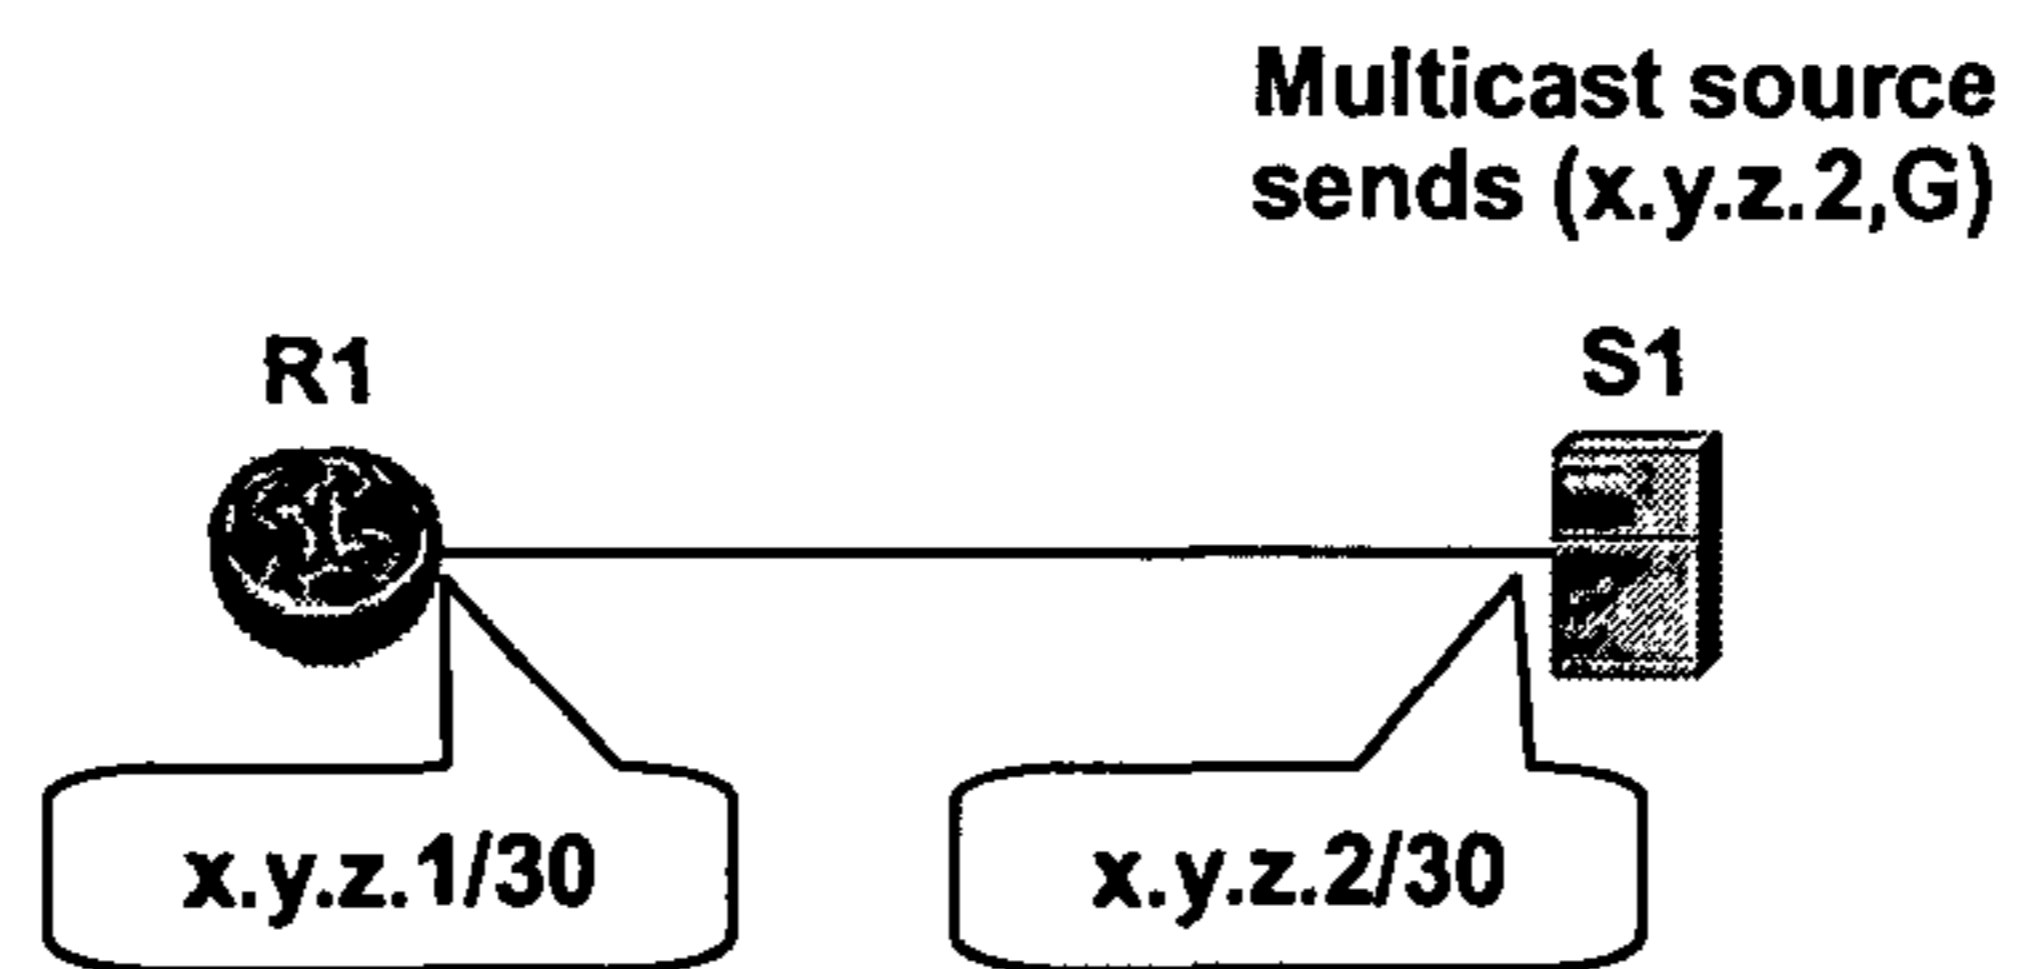 Multicast source
sends (x.y.z.2,G)
R1
S1
x.y.z.1/30
x.y.z.2/30